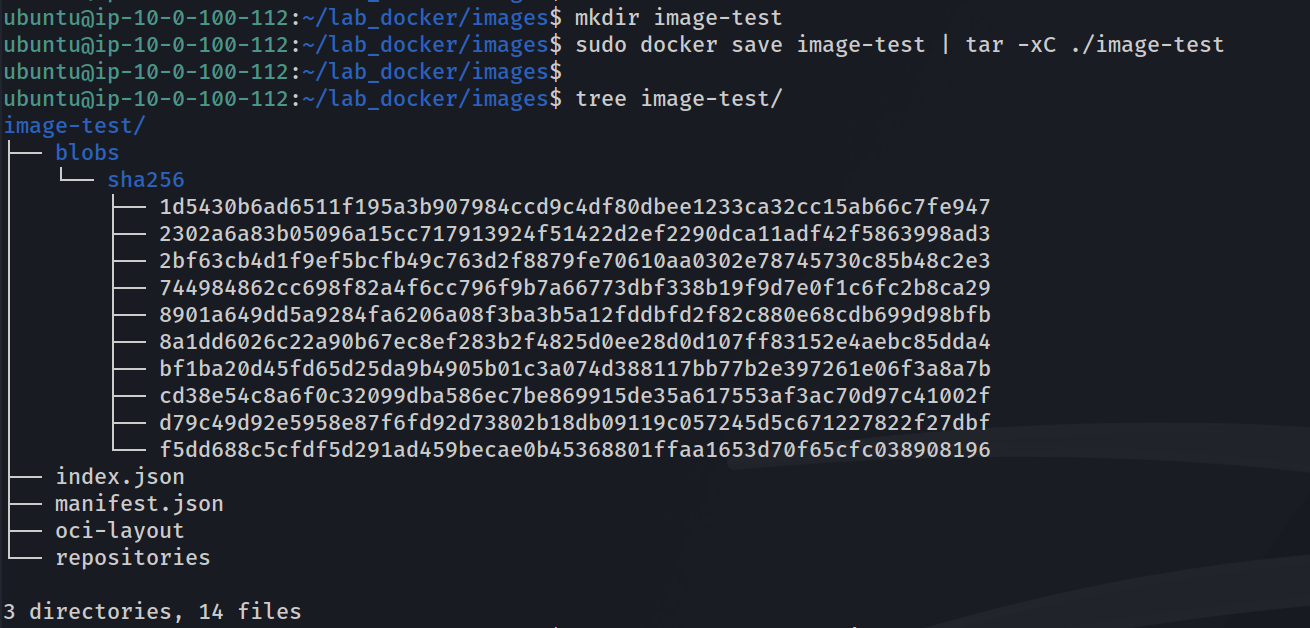 ubuntu@ip-10-0-100-112:~/lab_docker/images$ mkdir image-test
ubuntu@ip-10-0-100-112:~/lab_docker/images$ sudo docker save image-test | tar -xC ./image-test
ubuntu@ip-10-0-100-112:~/lab_docker/images$
ubuntu@ip-10-0-100-112:~/lab_docker/images$ tree image-test/
image-test/
├── blobs
│   └── sha256
│       ├── 1d5430b6ad6511f195a3b907984ccd9c4df80dbee1233ca32cc15ab66c7fe947
│       ├── 2302a6a83b05096a15cc717913924f51422d2ef2290dca11adf42f5863998ad3
│       ├── 2bf63cb4d1f9ef5bcfb49c763d2f8879fe70610aa0302e78745730c85b48c2e3
│       ├── 744984862cc698f82a4f6cc796f9b7a66773dbf338b19f9d7e0f1c6fc2b8ca29
│       ├── 8901a649dd5a9284fa6206a08f3ba3b5a12fddbfd2f82c880e68cdb699d98bfb
│       ├── 8a1dd6026c22a90b67ec8ef283b2f4825d0ee28d0d107ff83152e4aebc85dda4
│       ├── bf1ba20d45fd65d25da9b4905b01c3a074d388117bb77b2e397261e06f3a8a7b
│       ├── cd38e54c8a6f0c32099dba586ec7be869915de35a617553af3ac70d97c41002f
│       ├── d79c49d92e5958e87f6fd92d73802b18db09119c057245d5c671227822f27dbf
│       └── f5dd688c5cfdf5d291ad459becae0b45368801ffaa1653d70f65cfc038908196
├── index.json
├── manifest.json
├── oci-layout
└── repositories
3 directories, 14 files